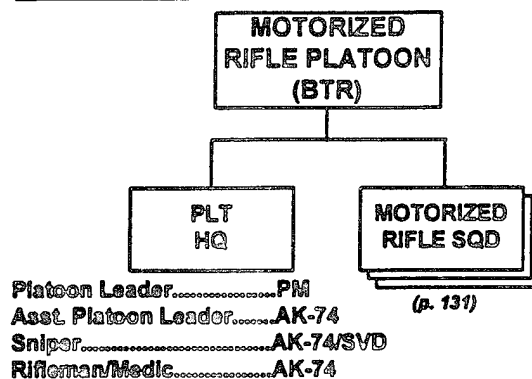 MOTORIZED
RIFLE PLATOON
(BTR)
PLT
HQ
MOTORIZED
RIFLE SQD
(p. 131)
Platoon Leader................PM
Asst. Platoon Leader.......AK-74
Sniper..............................AK-74/SVD
Rifleman/Medic...............AK-74